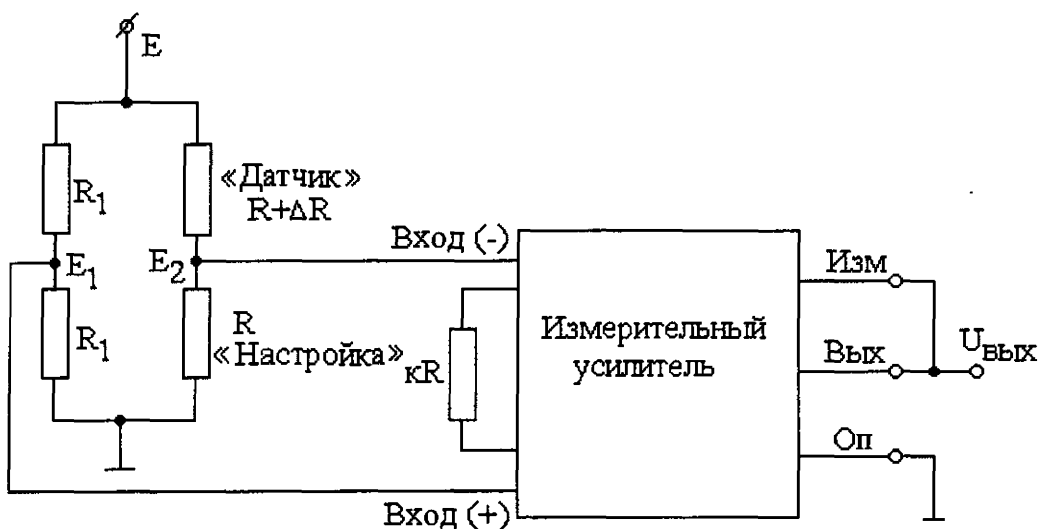 E
R₁
«Датчик»
R+ΔR
Вход (-)
E₁
E₂
Изм
R₁
R
«Настройка»
кR
Измерительный
усилитель
Вых
Uвых
Оп
Вход (+)